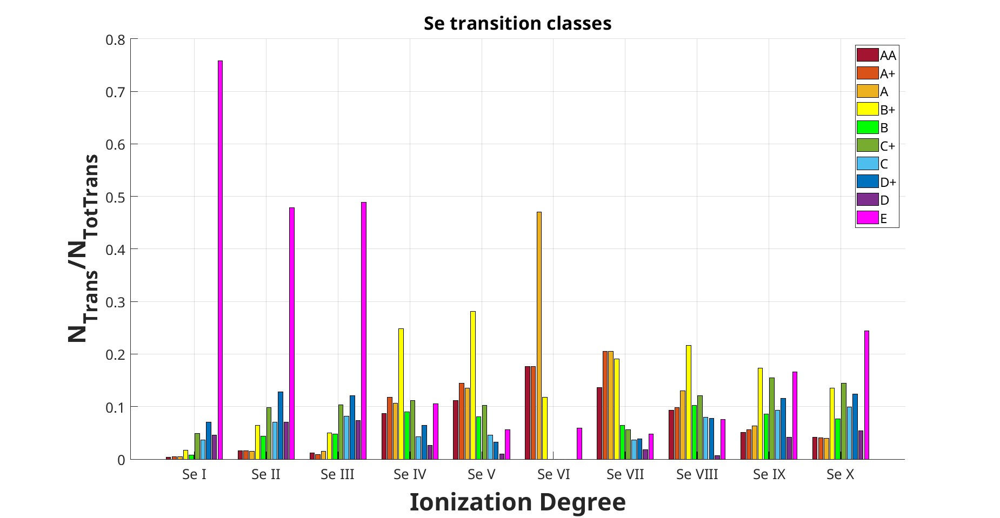 Se transition classes
0.8
0.7
0.6
0.5
0.4
0.3
0.2
0.1
0
N_Trans/N_TotTrans
AA
A+
A
B+
B
C+
C
D+
D
E
Se I Se II Se III Se IV Se V Se VI Se VII Se VIII Se IX Se X
Ionization Degree